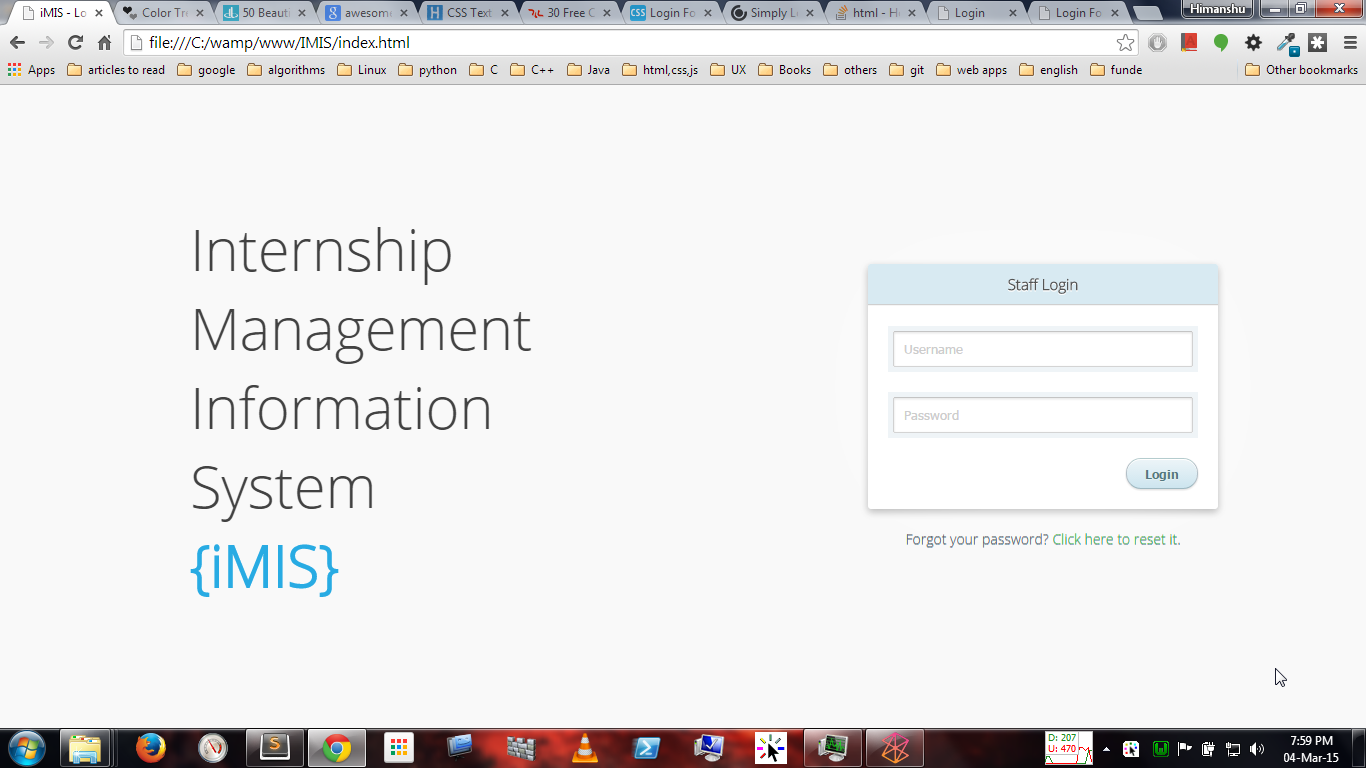 iMIS - Lo
Color Tr
50 Beauti
awesome
CSS Text
30 Free C
Login Fo
Simply L
html - H
Login
Login Fo
Himanshu
file:///C:/wamp/www/IMIS/index.html
Apps
articles to read
google
algorithms
Linux
python
C
C++
Java
html,css,js
UX
Books
others
git
web apps
english
funde
Other bookmarks
Internship
Management
Information
System
{iMIS}
Staff Login
Username
Password
Login
Forgot your password? Click here to reset it.
D: 207
U: 470
7:59 PM
04-Mar-15